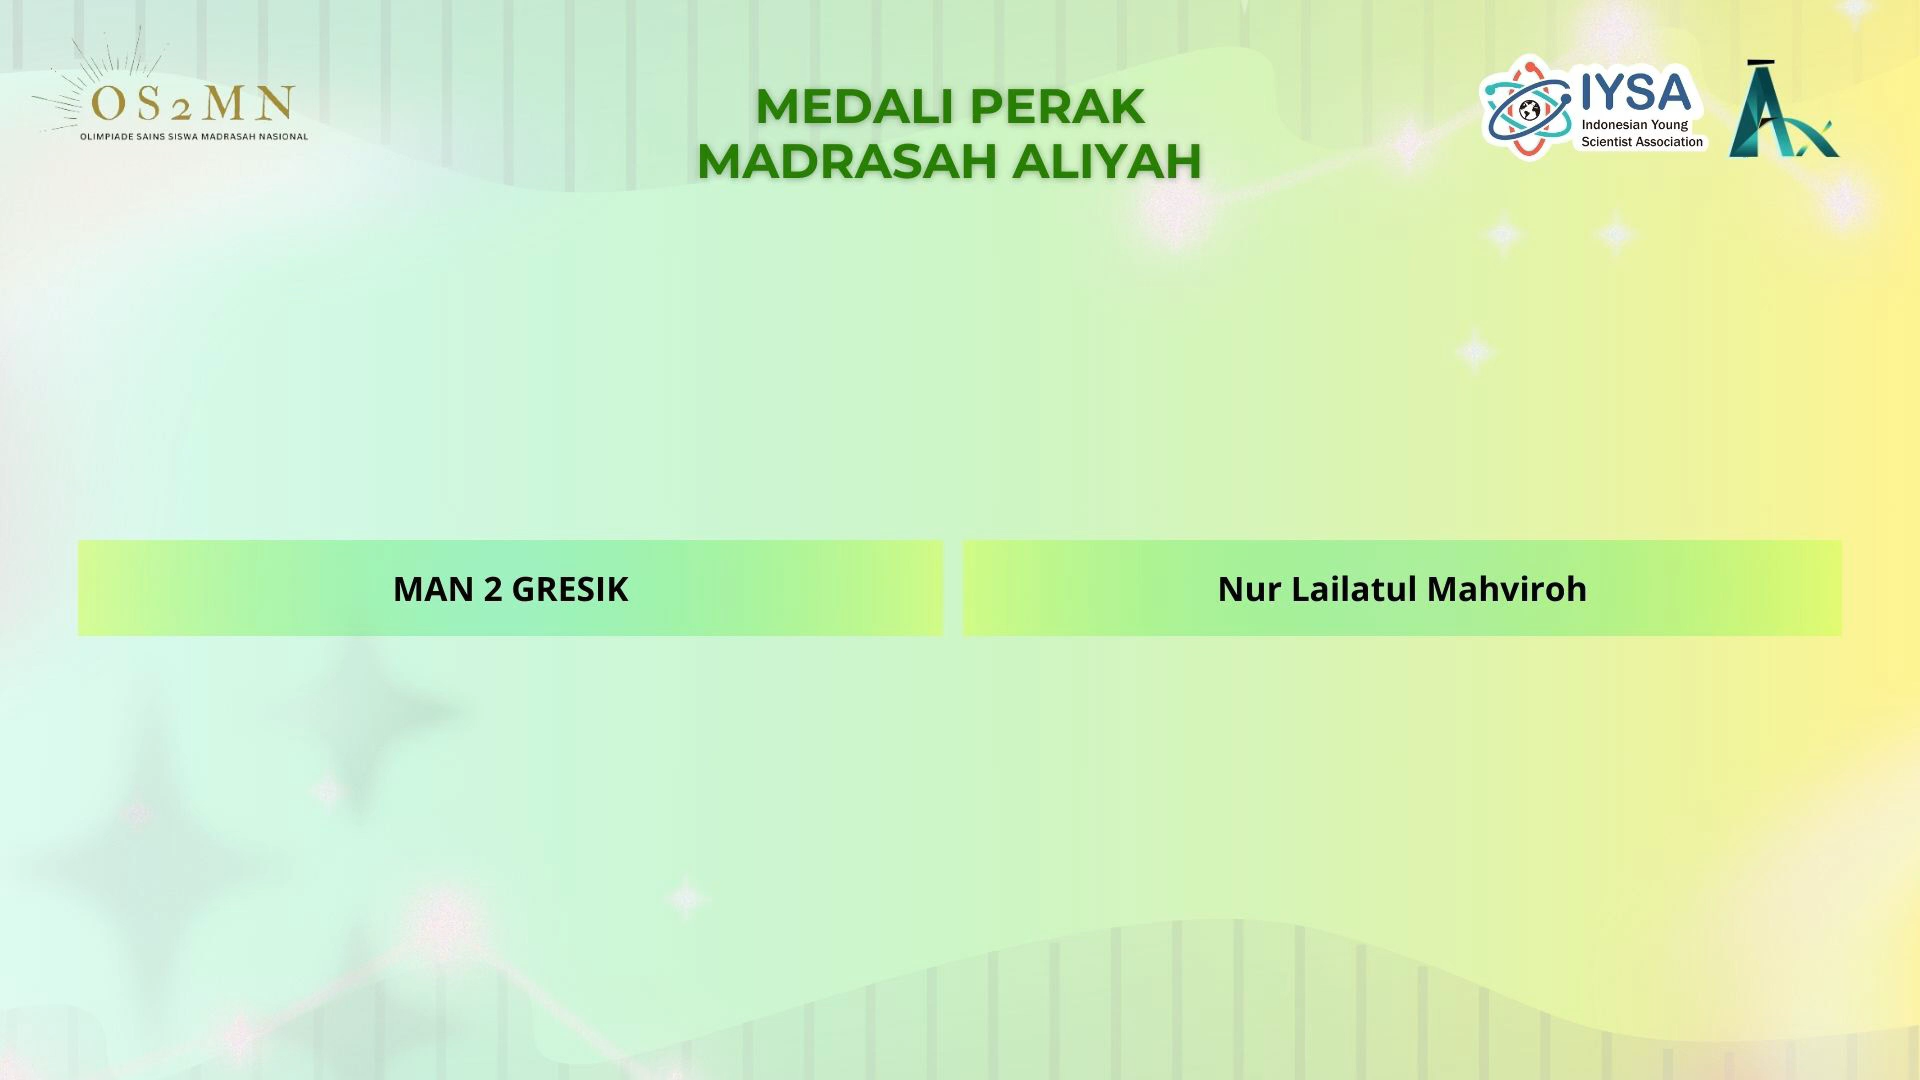 OS2MN
OLIMPIADE SAINS SISWA MADRASAH NASIONAL
MEDALI PERAK
MADRASAH ALIYAH
IYSA
Indonesian Young
Scientist Association
MAN 2 GRESIK
Nur Lailatul Mahviroh